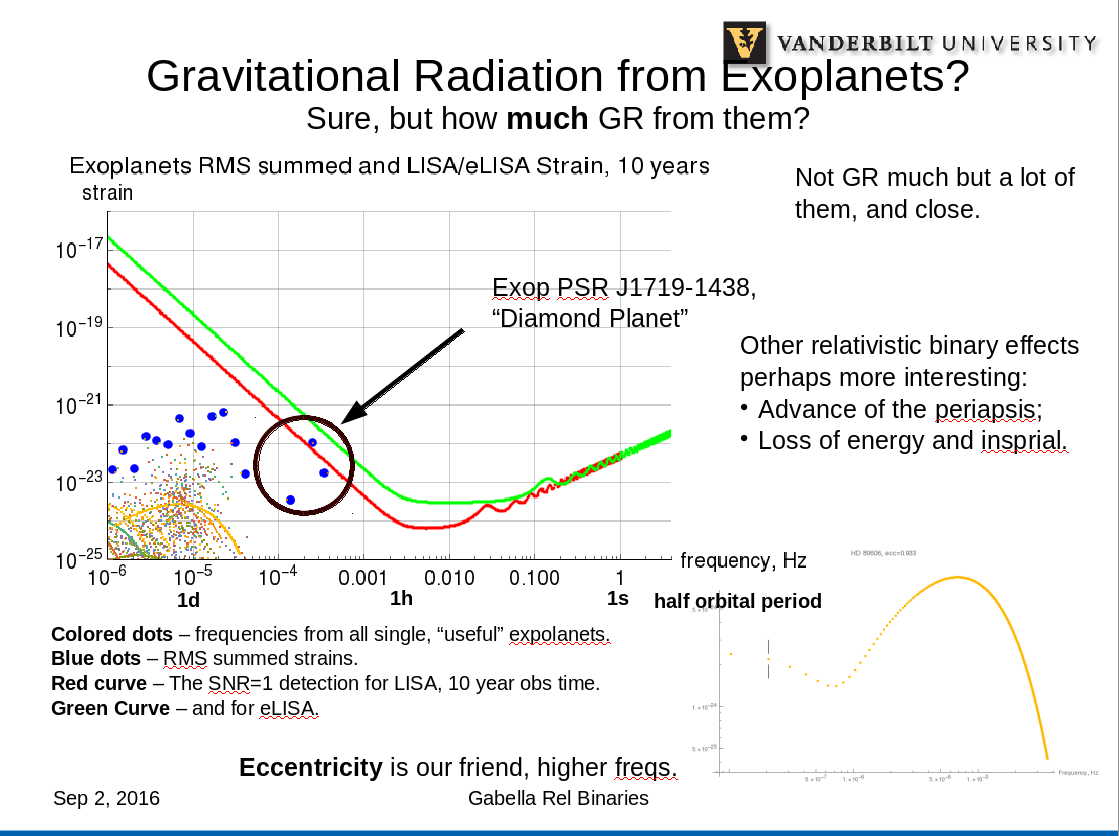 VANDERBILT UNIVERSITY
Gravitational Radiation from Exoplanets?
Sure, but how much GR from them?
Exoplanets RMS summed and LISA/eLISA Strain, 10 years
strain
Not GR much but a lot of
them, and close.
10⁻¹⁷
Exop PSR J1719-1438,
“Diamond Planet”
10⁻¹⁹
Other relativistic binary effects
perhaps more interesting:
• Advance of the periapsis;
• Loss of energy and insprial.
10⁻²¹
10⁻²³
10⁻²⁵
frequency, Hz
10⁻⁶ 10⁻⁵ 10⁻⁴ 0.001 0.010 0.100 1
1d 1h 1s half orbital period
HD 80606, ecc=0.933
Colored dots – frequencies from all single, “useful” expolanets.
Blue dots – RMS summed strains.
Red curve – The SNR=1 detection for LISA, 10 year obs time.
Green Curve – and for eLISA.
1.×10⁻²⁴
5.×10⁻²⁵
5.×10⁻⁷ 1.×10⁻⁶ 5.×10⁻⁶ 1.×10⁻⁵
Frequency, Hz
Eccentricity is our friend, higher freqs.
Sep 2, 2016 Gabella Rel Binaries